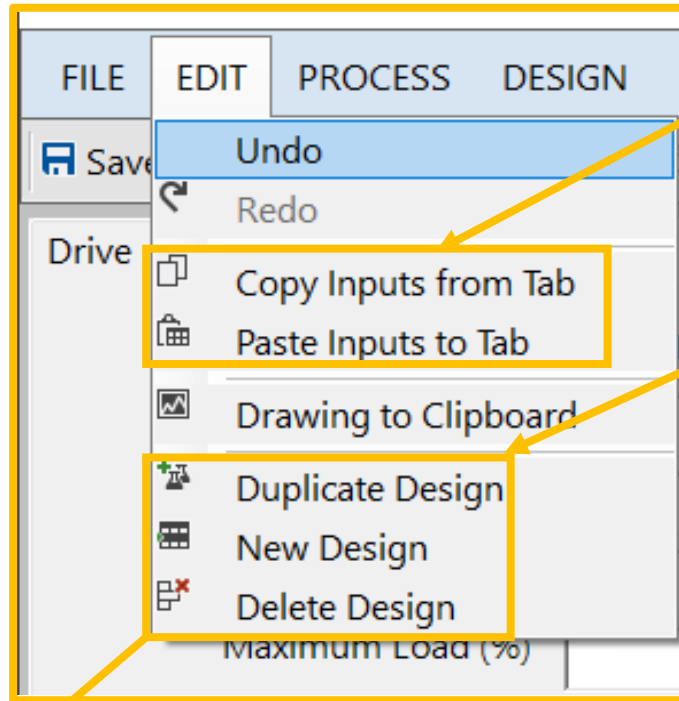 FILE EDIT PROCESS DESIGN
Save
Undo
Redo
Drive
Copy Inputs from Tab
Paste Inputs to Tab
Drawing to Clipboard
Duplicate Design
New Design
Delete Design
Maximum Load (%)